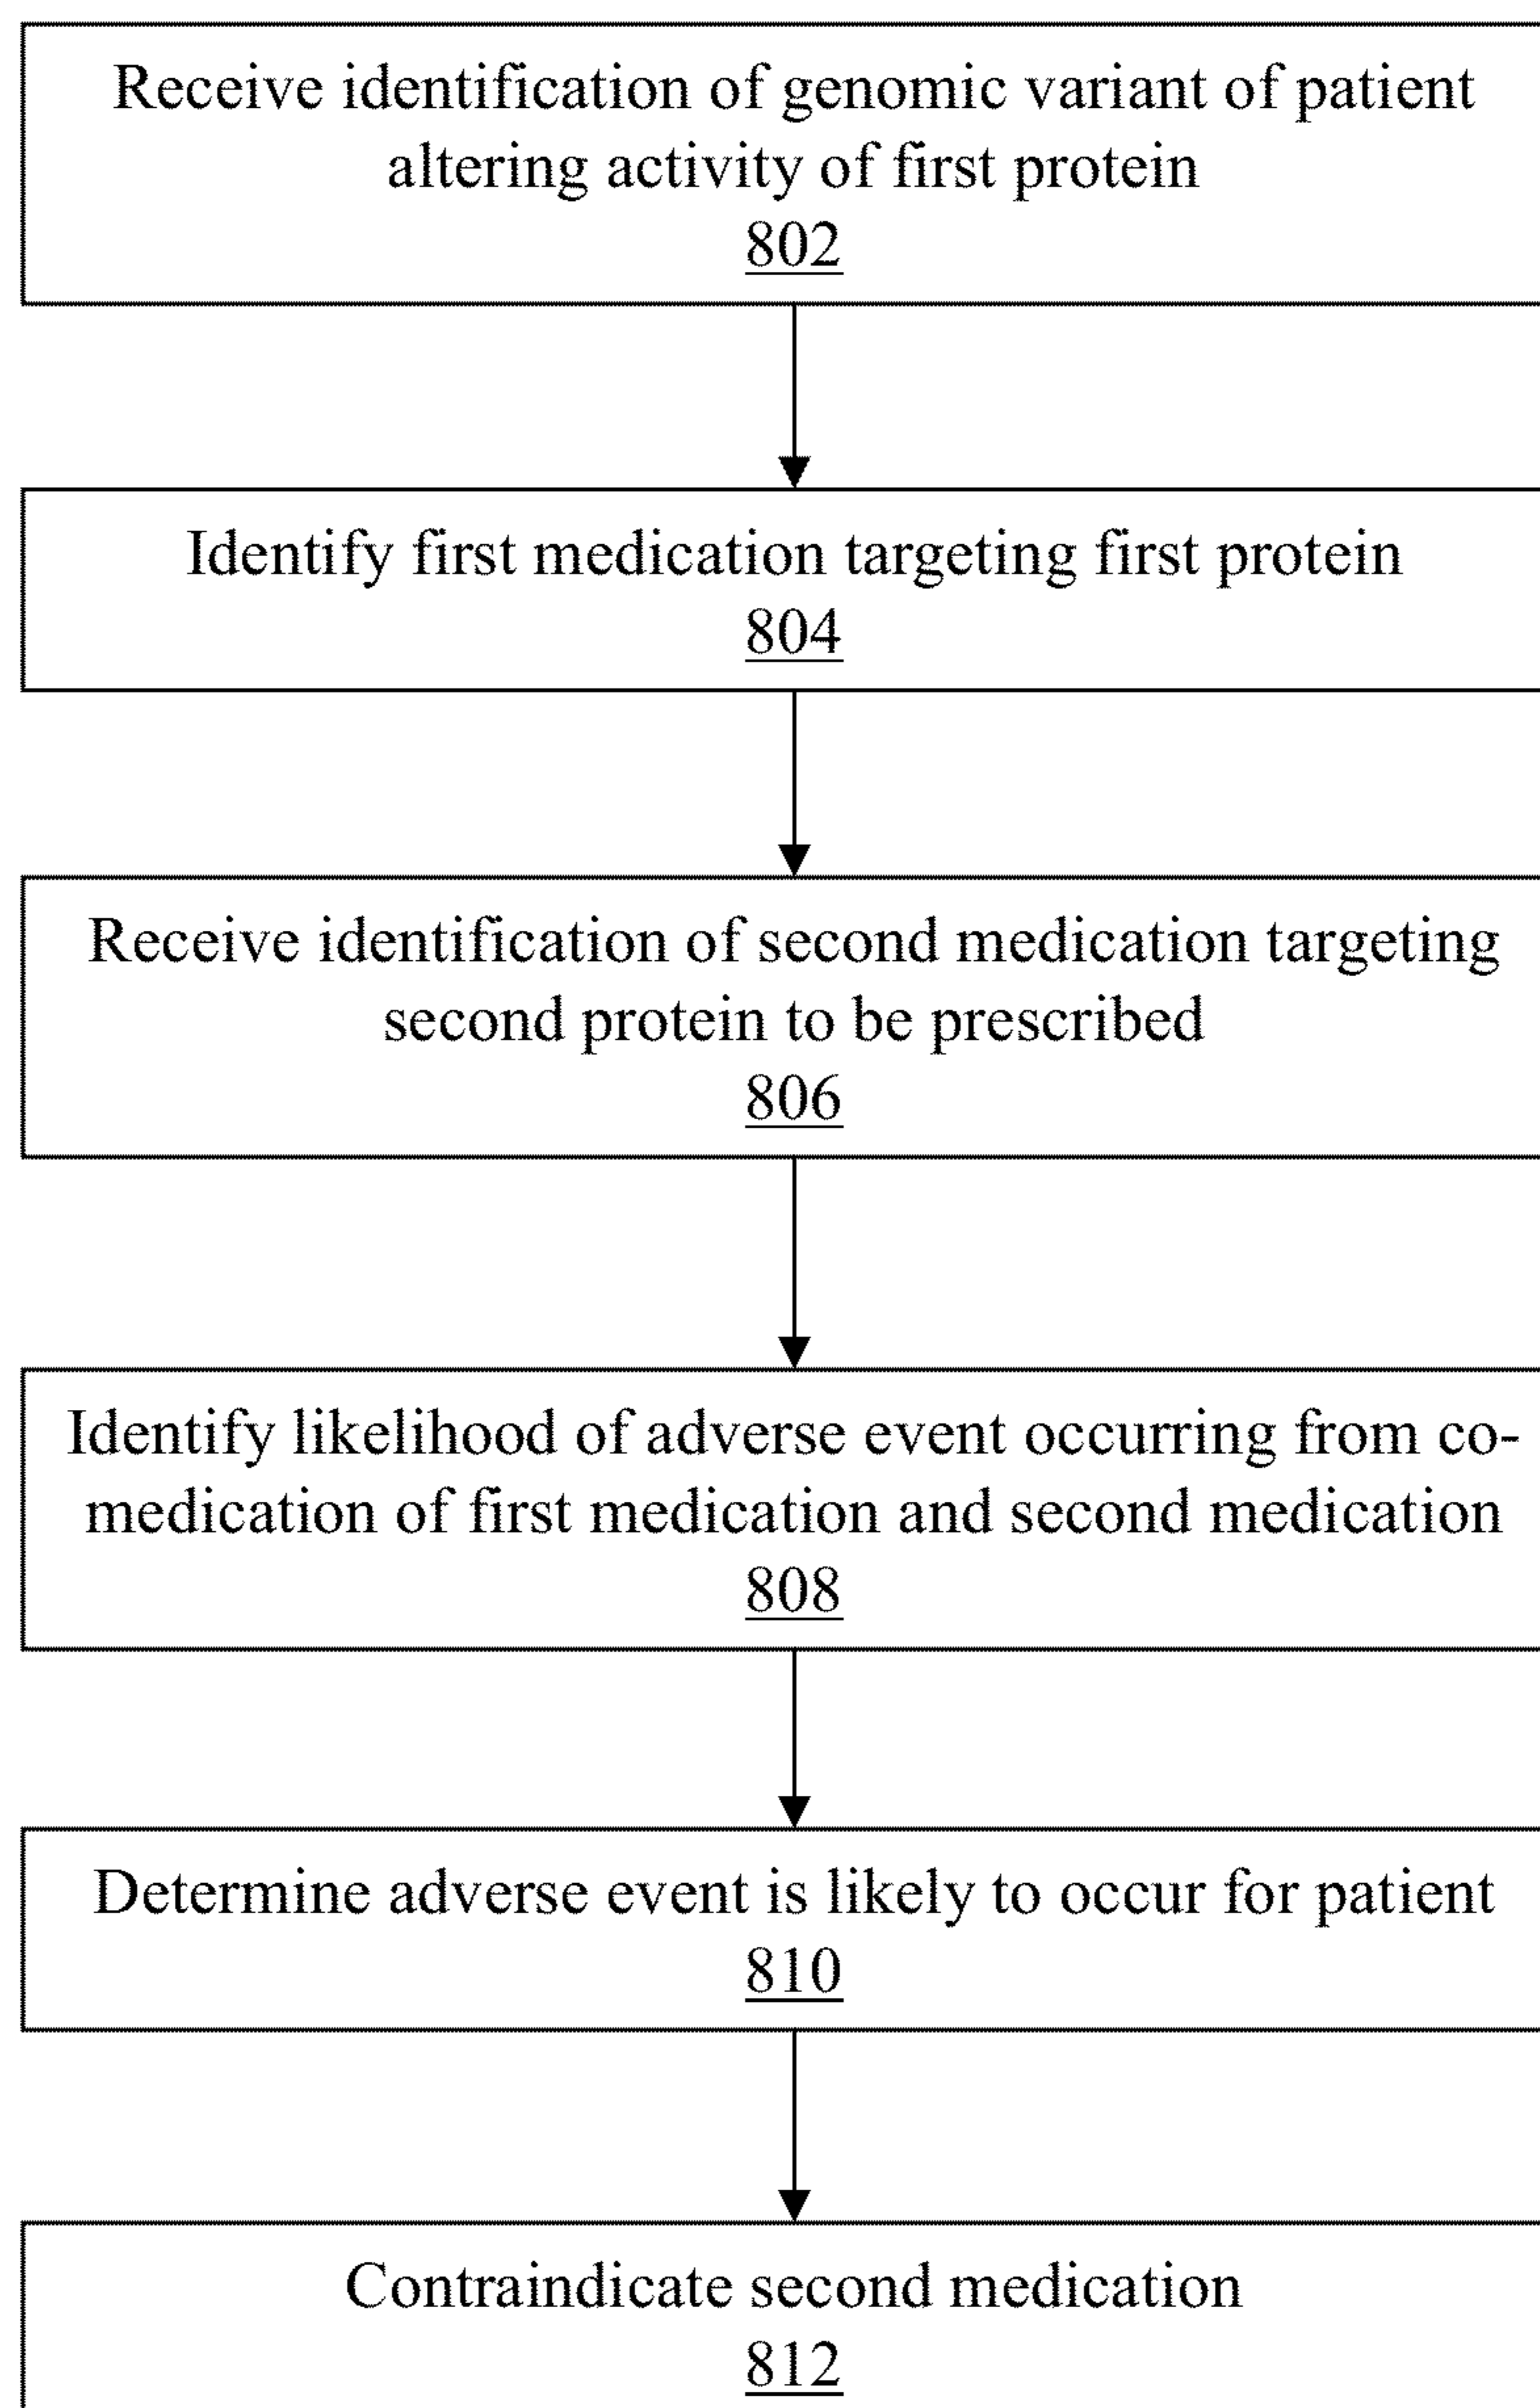 Receive identification of genomic variant of patient
altering activity of first protein
802
Identify first medication targeting first protein
804
Receive identification of second medication targeting
second protein to be prescribed
806
Identify likelihood of adverse event occurring from co-
medication of first medication and second medication
808
Determine adverse event is likely to occur for patient
810
Contraindicate second medication
812